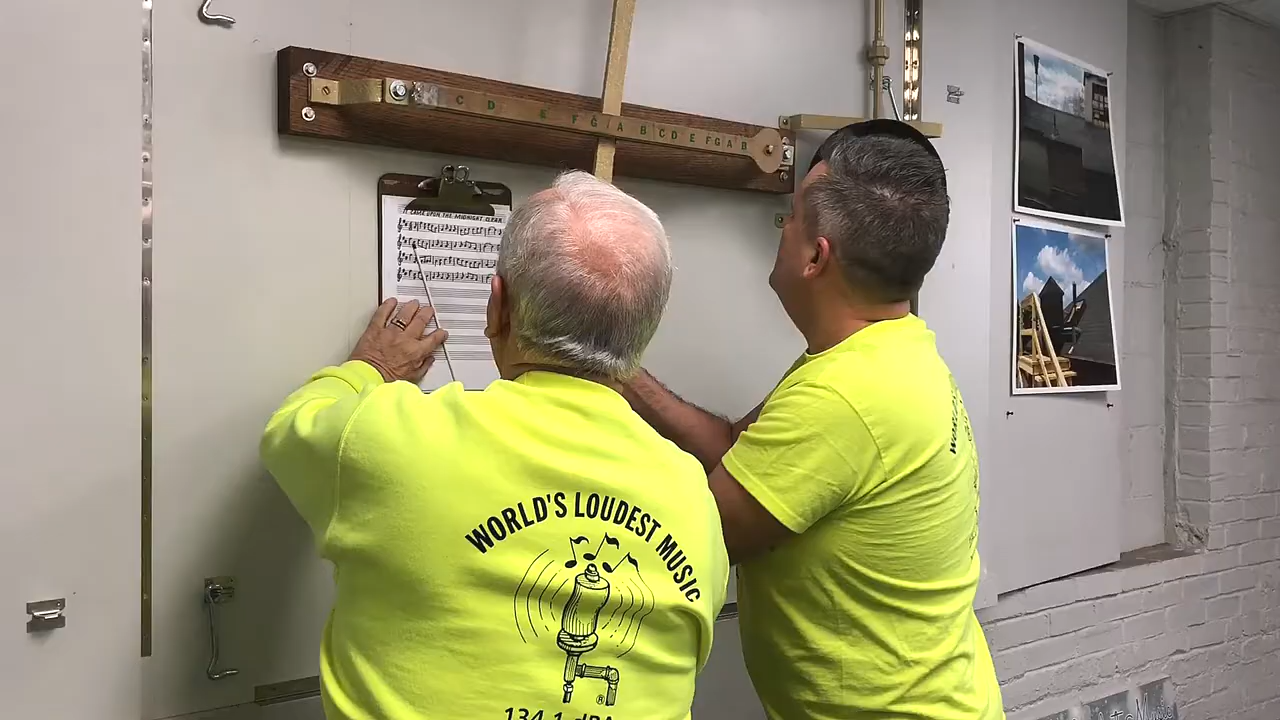 C D E F G A B C D E F G A B
IT CAME UPON THE MIDNIGHT CLEAR
WORLD'S LOUDEST MUSIC
®
134.1 dBA